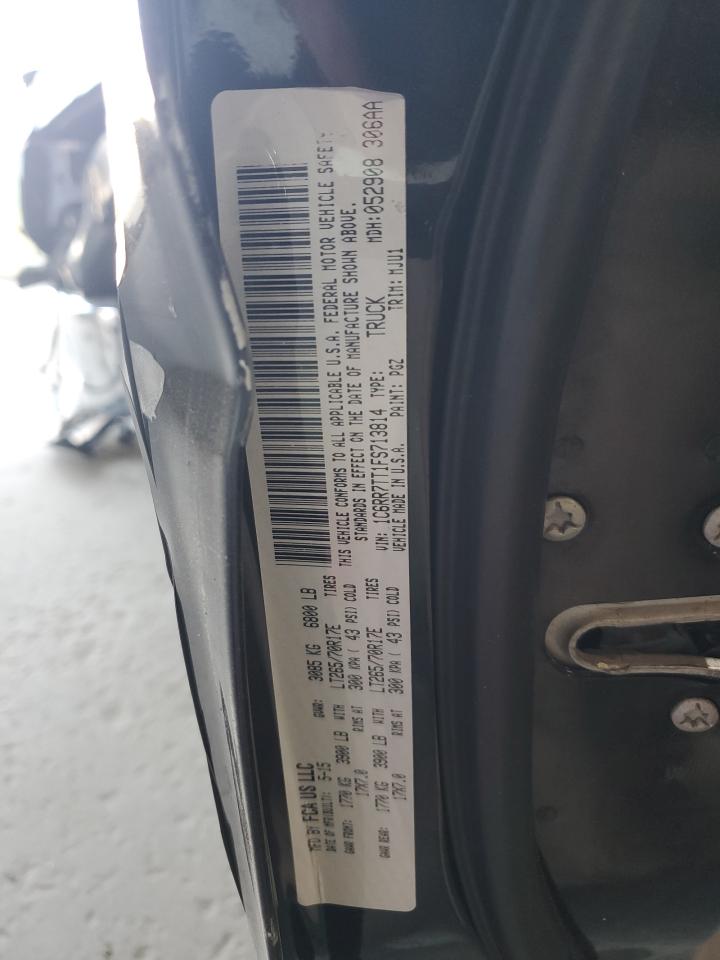 MFD BY FCA US LLC
DATE OF MFR(BUILT): 5-15 GVWR: 3085 KG 6800 LB
GAWR FRONT: 1770 KG 3900 LB WITH LT265/70R17E TIRES
17X7.0 RIMS AT 300 KPA ( 43 PSI) COLD
GAWR REAR: 1770 KG 3900 LB WITH LT265/70R17E TIRES
17X7.0 RIMS AT 300 KPA ( 43 PSI) COLD
THIS VEHICLE CONFORMS TO ALL APPLICABLE U.S.A. FEDERAL MOTOR VEHICLE SAFETY
STANDARDS IN EFFECT ON THE DATE OF MANUFACTURE SHOWN ABOVE.
VIN: 1C6RR7TT1FS713814 TYPE: TRUCK MDH:052908 306AA
VEHICLE MADE IN U.S.A. PAINT: PGZ TRIM: MJU1